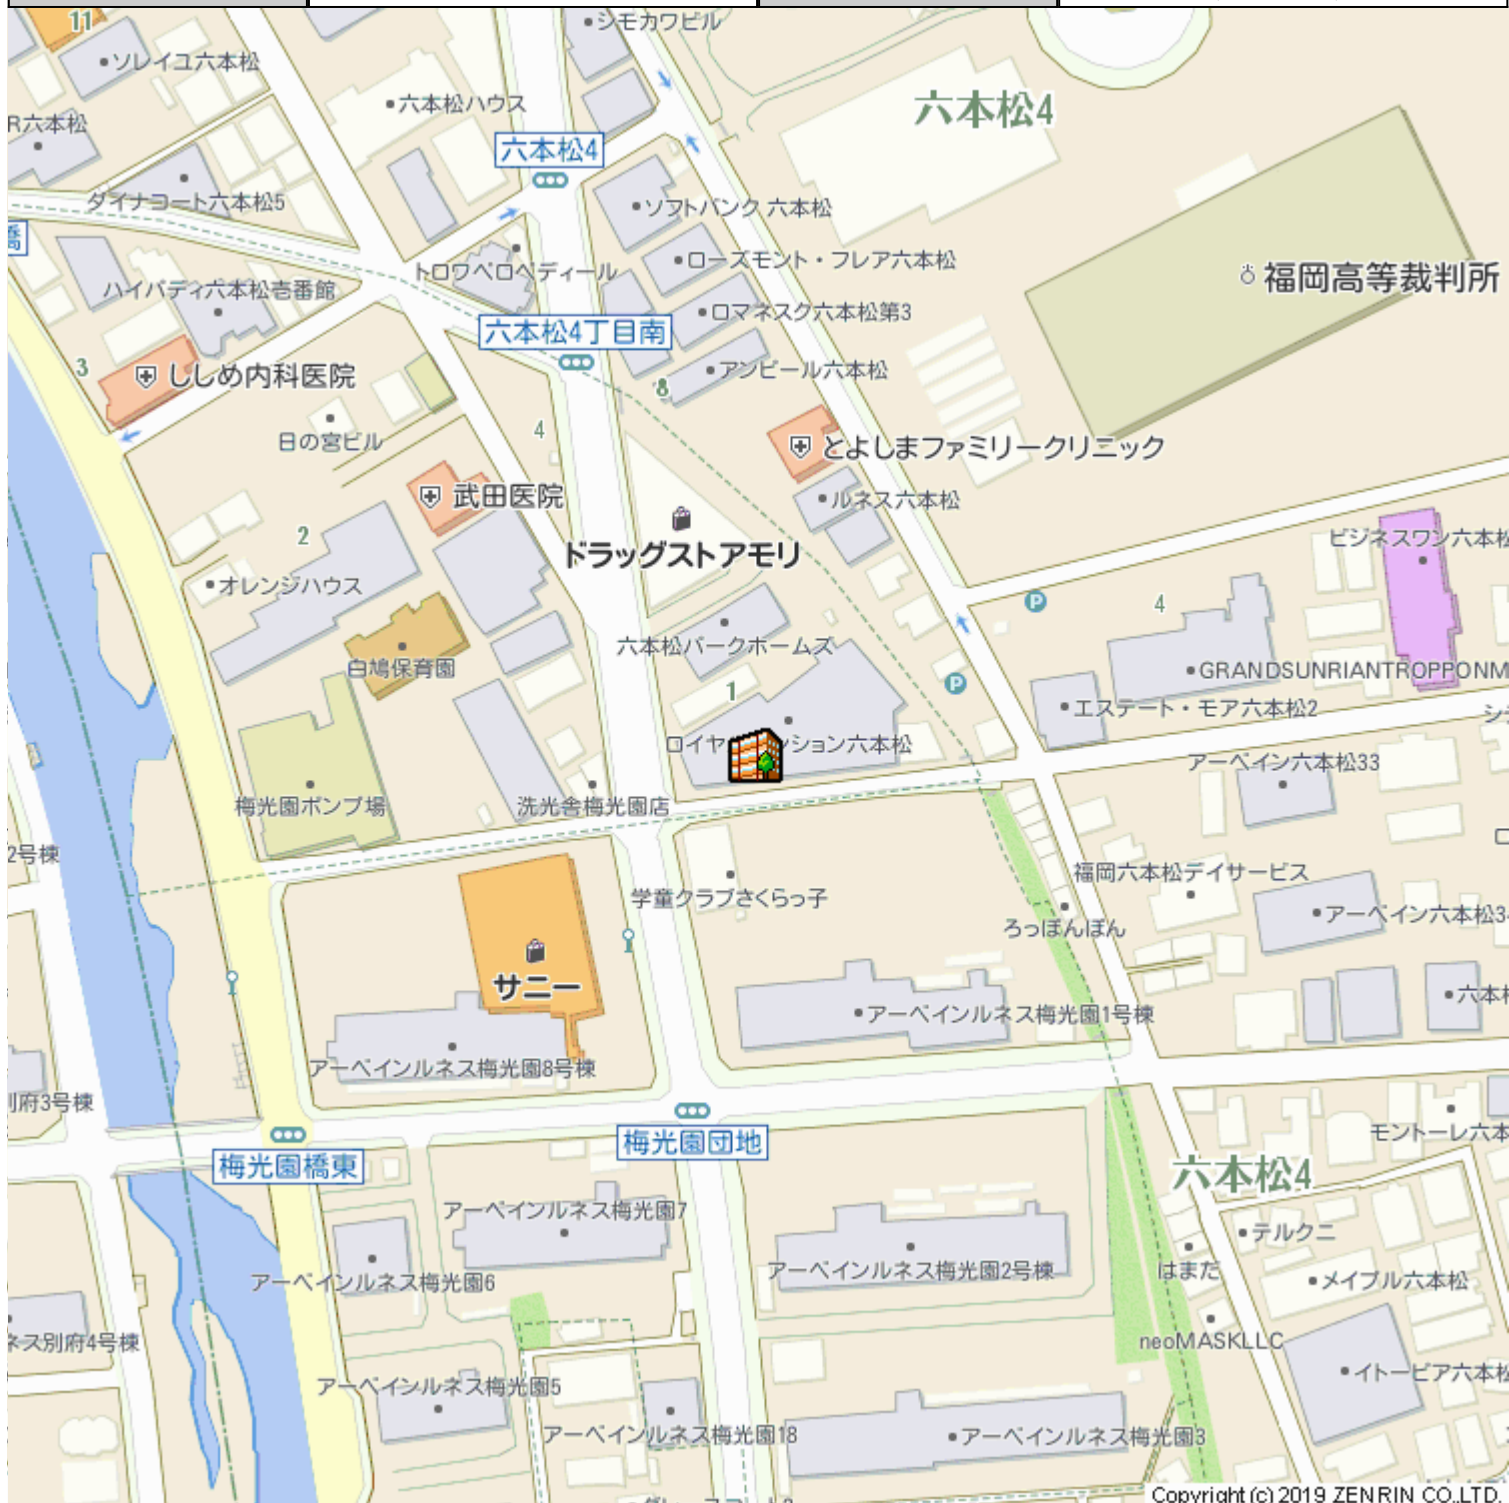 11
シモカワビル
ソレイユ六本松
六本松ハウス
六本松4
R六本松
六本松4
ダイナコート六本松5
ソフトバンク 六本松
橋
トロワベロベディール
ローズモント・フレア六本松
福岡高等裁判所
ハイバディ六本松壱番館
ロマネスク六本松第3
六本松4丁目南
3
ししめ内科医院
アンピール六本松
8
4
日の宮ビル
とよしまファミリークリニック
武田医院
ルネス六本松
2
ドラッグストアモリ
ビジネスワン六本松
オレンジハウス
P
4
六本松パークホームズ
白鳩保育園
GRANDSUNRIANTROPPONM
1
P
エステート・モア六本松2
ロイヤ
ンション六本松
アーベイン六本松33
梅光園ポンプ場
洗光舎梅光園店
2号棟
福岡六本松デイサービス
学童クラブさくらっ子
アーベイン六本松3
ろっぽんぽん
サニー
六本
アーベインルネス梅光園1号棟
アーベインルネス梅光園8号棟
別府3号棟
モントーレ六本
梅光園団地
梅光園橋東
六本松4
アーベインルネス梅光園7
テルクニ
アーベインルネス梅光園2号棟
はまだ
アーベインルネス梅光園6
メイプル六本松
ネス別府4号棟
neoMASKLLC
イトーピア六本松
アーベインルネス梅光園5
アーベインルネス梅光園18
アーベインルネス梅光園3
Copyright (c) 2019 ZENRIN CO.,LTD